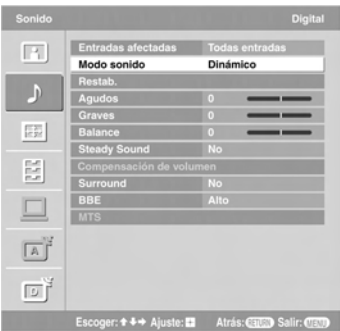 Sonido Digital
Entradas afectadas Todas entradas
Modo sonido Dinámico
Restab.
Agudos 0
Graves 0
Balance 0
Steady Sound No
Compensación de volumen
Surround No
BBE Alto
MTS
A
D
Escoger: Ajuste: Atrás: RETURN Salir: MENU